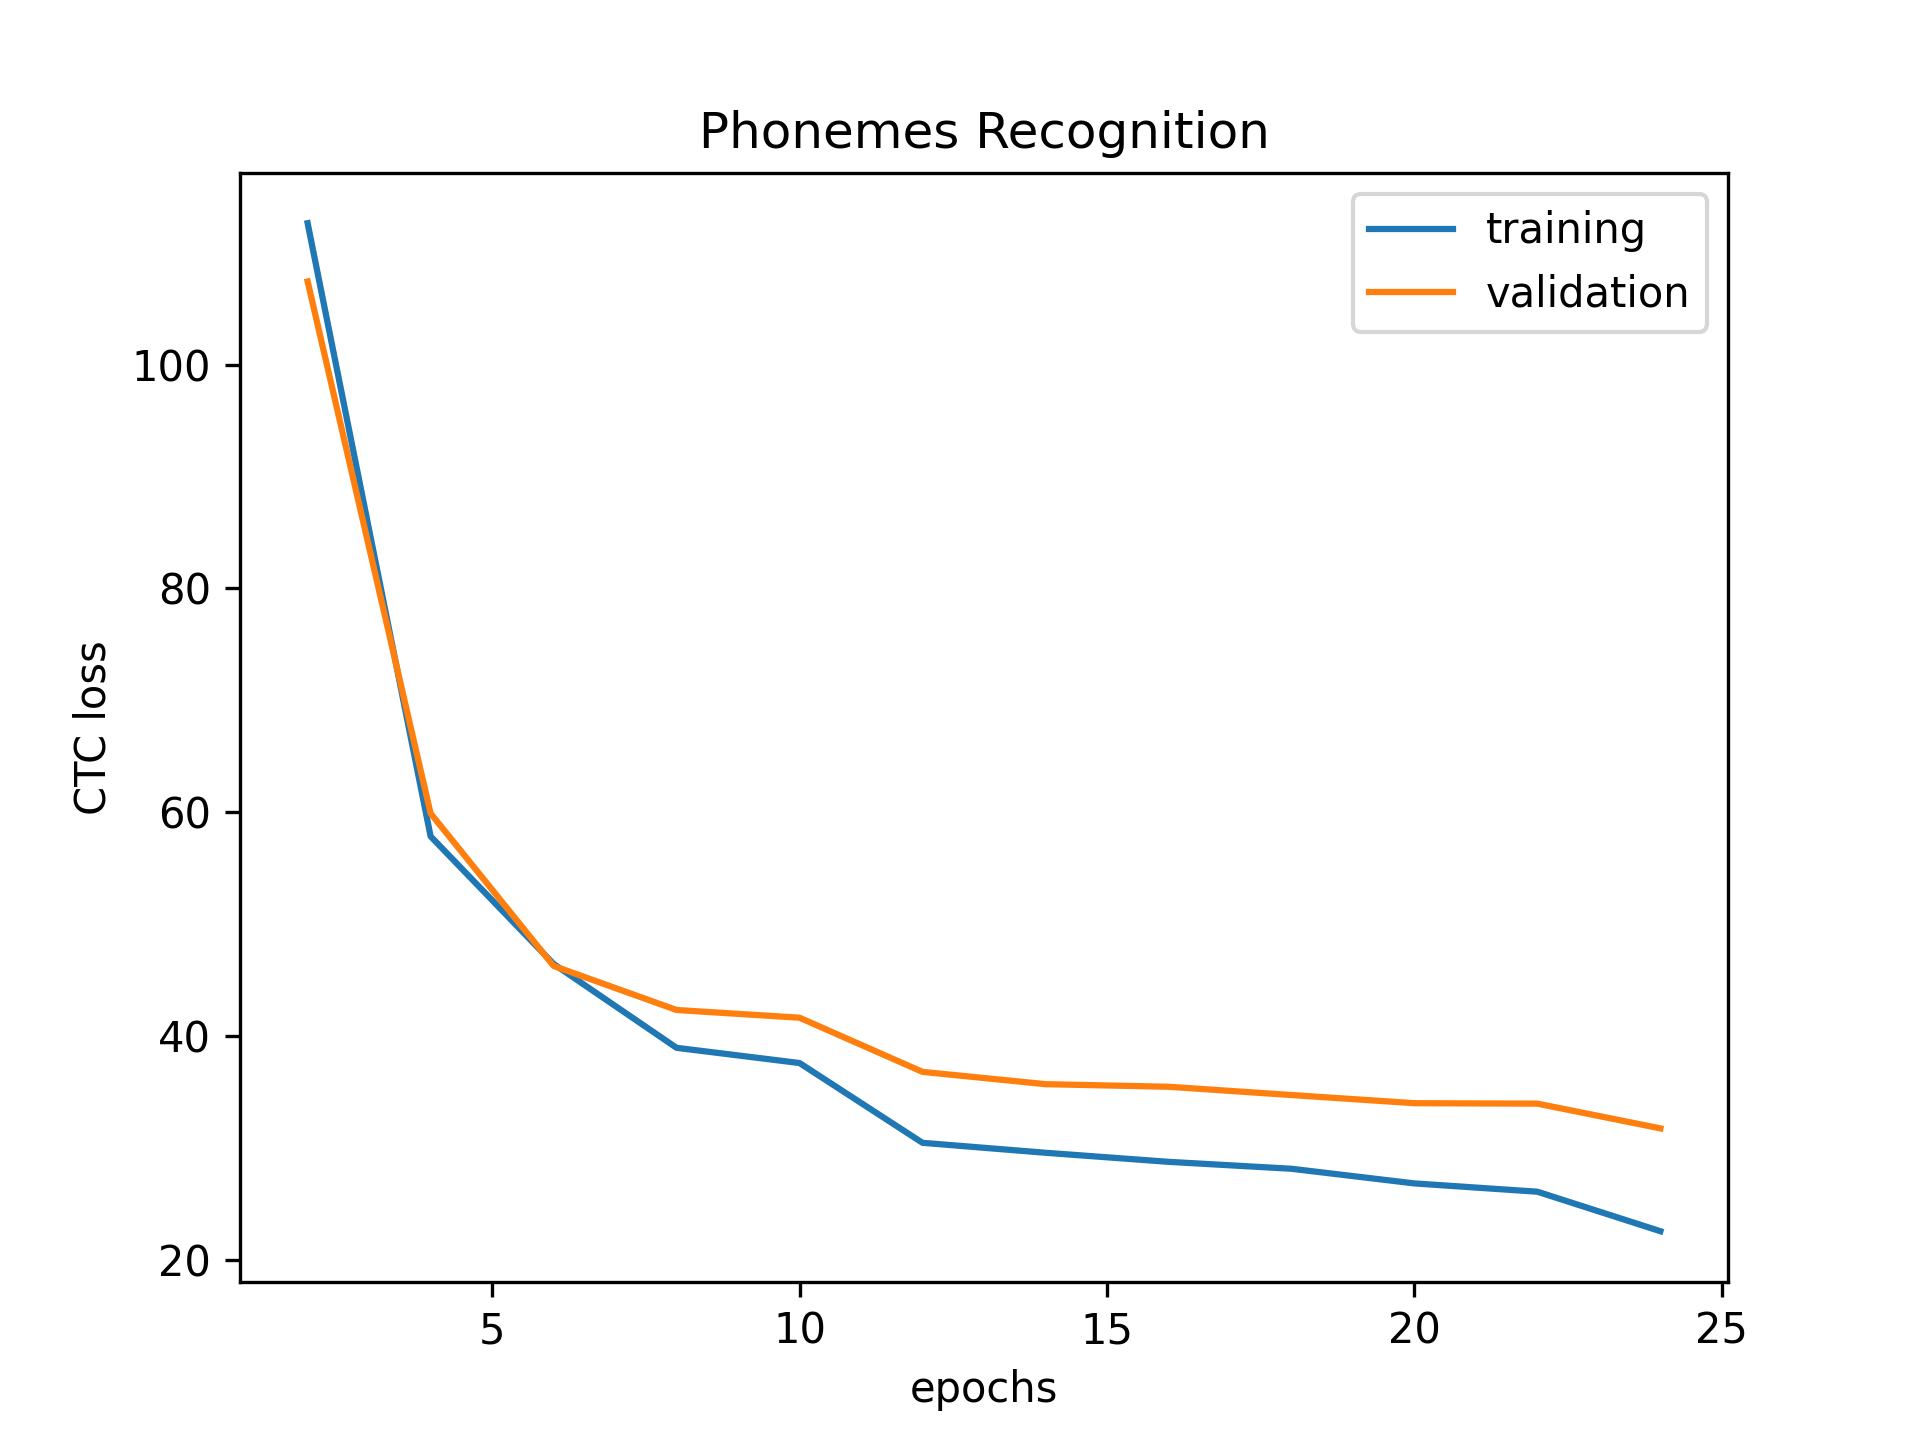 Phonemes Recognition
training
validation
100
80
60
40
20
CTC loss
5 10 15 20 25
epochs